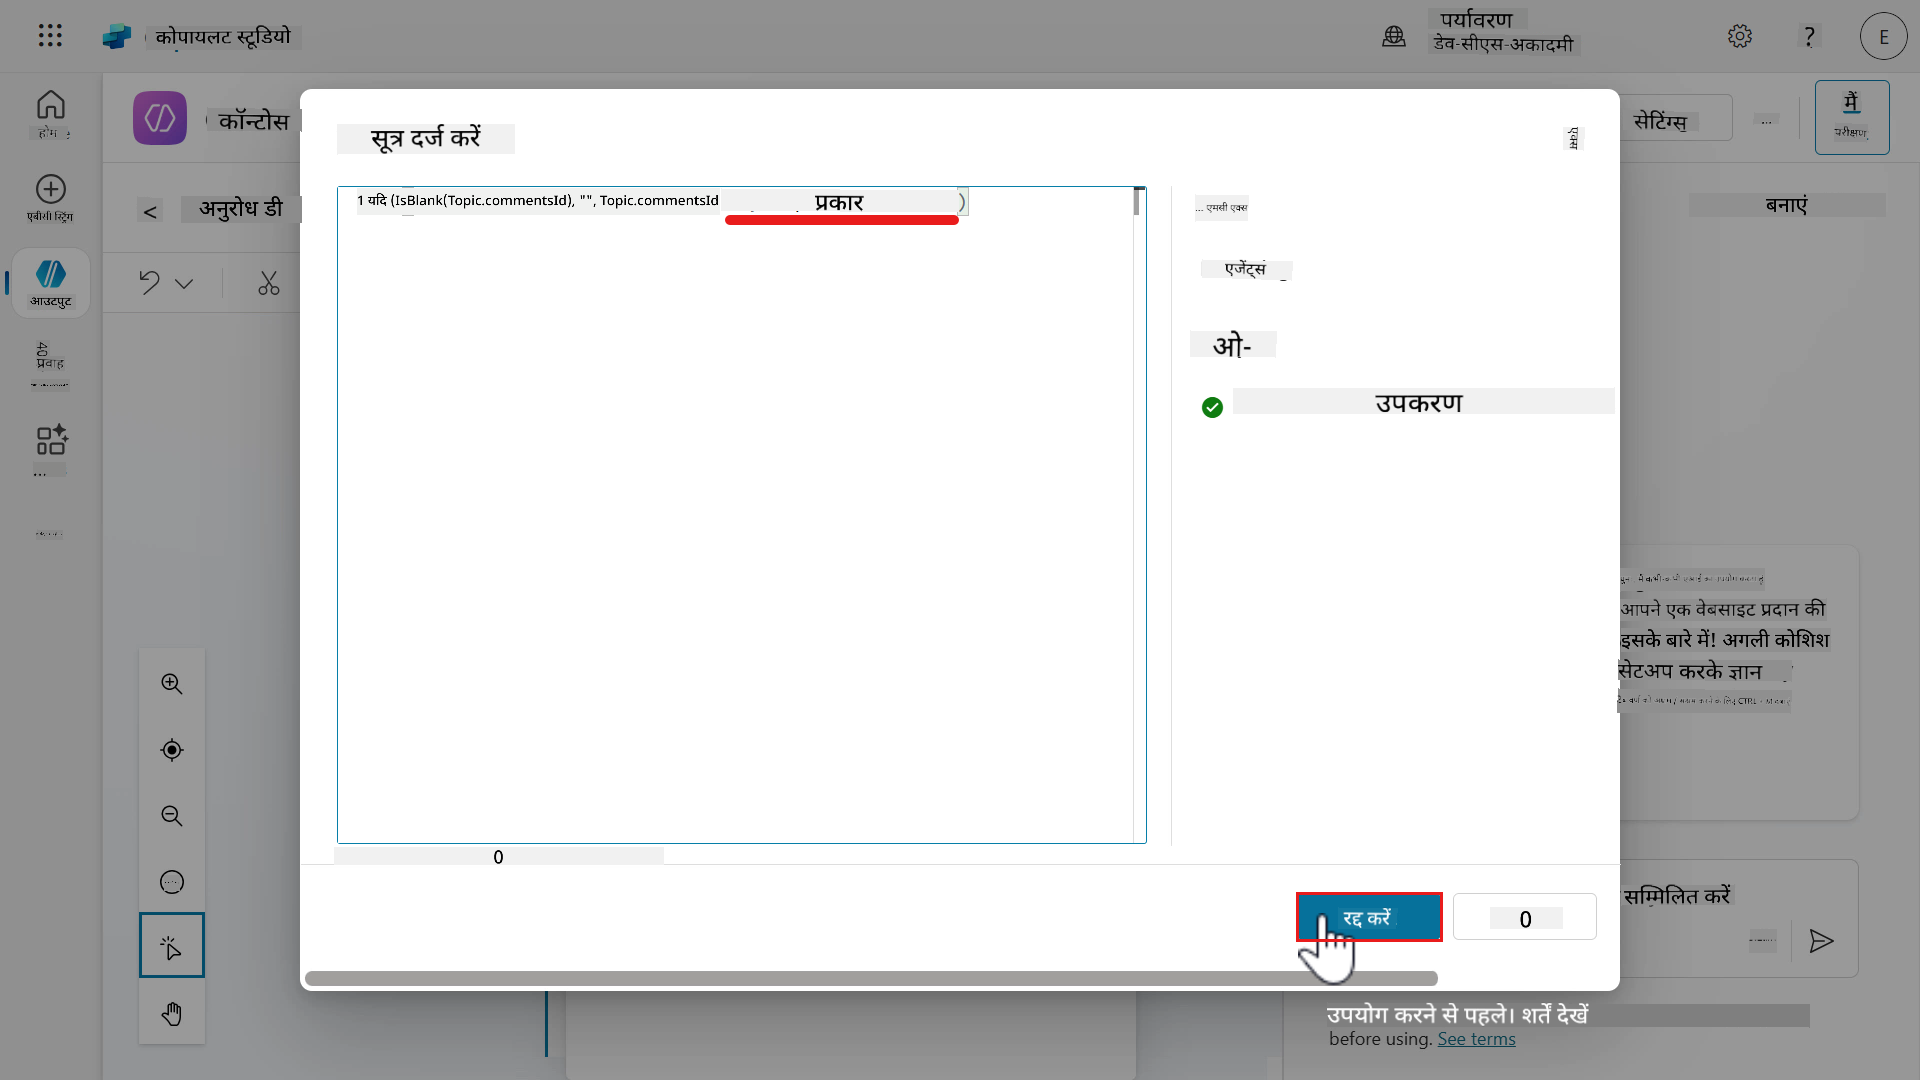 कोपायलट स्टूडियो
पर्यावरण
डेव-सीएस-अकादमी
?
E
होम
कॉन्टोस
सेटिंग्स
...
मैं
परीक्षण
एबीसी स्ट्रिंग
<
अनुरोध डी
बनाएं
आउटपुट
प्रवाह
...
सूत्र दर्ज करें
एक्स
1 यदि (IsBlank(Topic.commentsId), "", Topic.commentsId
प्रकार
)
... एमसी एक्स
एजेंट्स
ओ-
उपकरण
0
रद्द करें
0
आपने एक वेबसाइट प्रदान की
इसके बारे में! अगली कोशिश
सेटअप करके ज्ञान
सम्मिलित करें
उपयोग करने से पहले। शर्तें देखें
before using. See terms